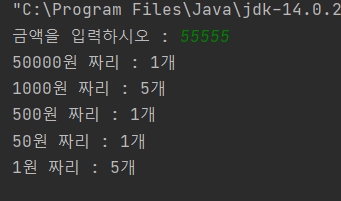 "C:\Program Files\Java\jdk-14.0.2
금액을 입력하시오 : 55555
50000원 짜리 : 1개
1000원 짜리 : 5개
500원 짜리 : 1개
50원 짜리 : 1개
1원 짜리 : 5개